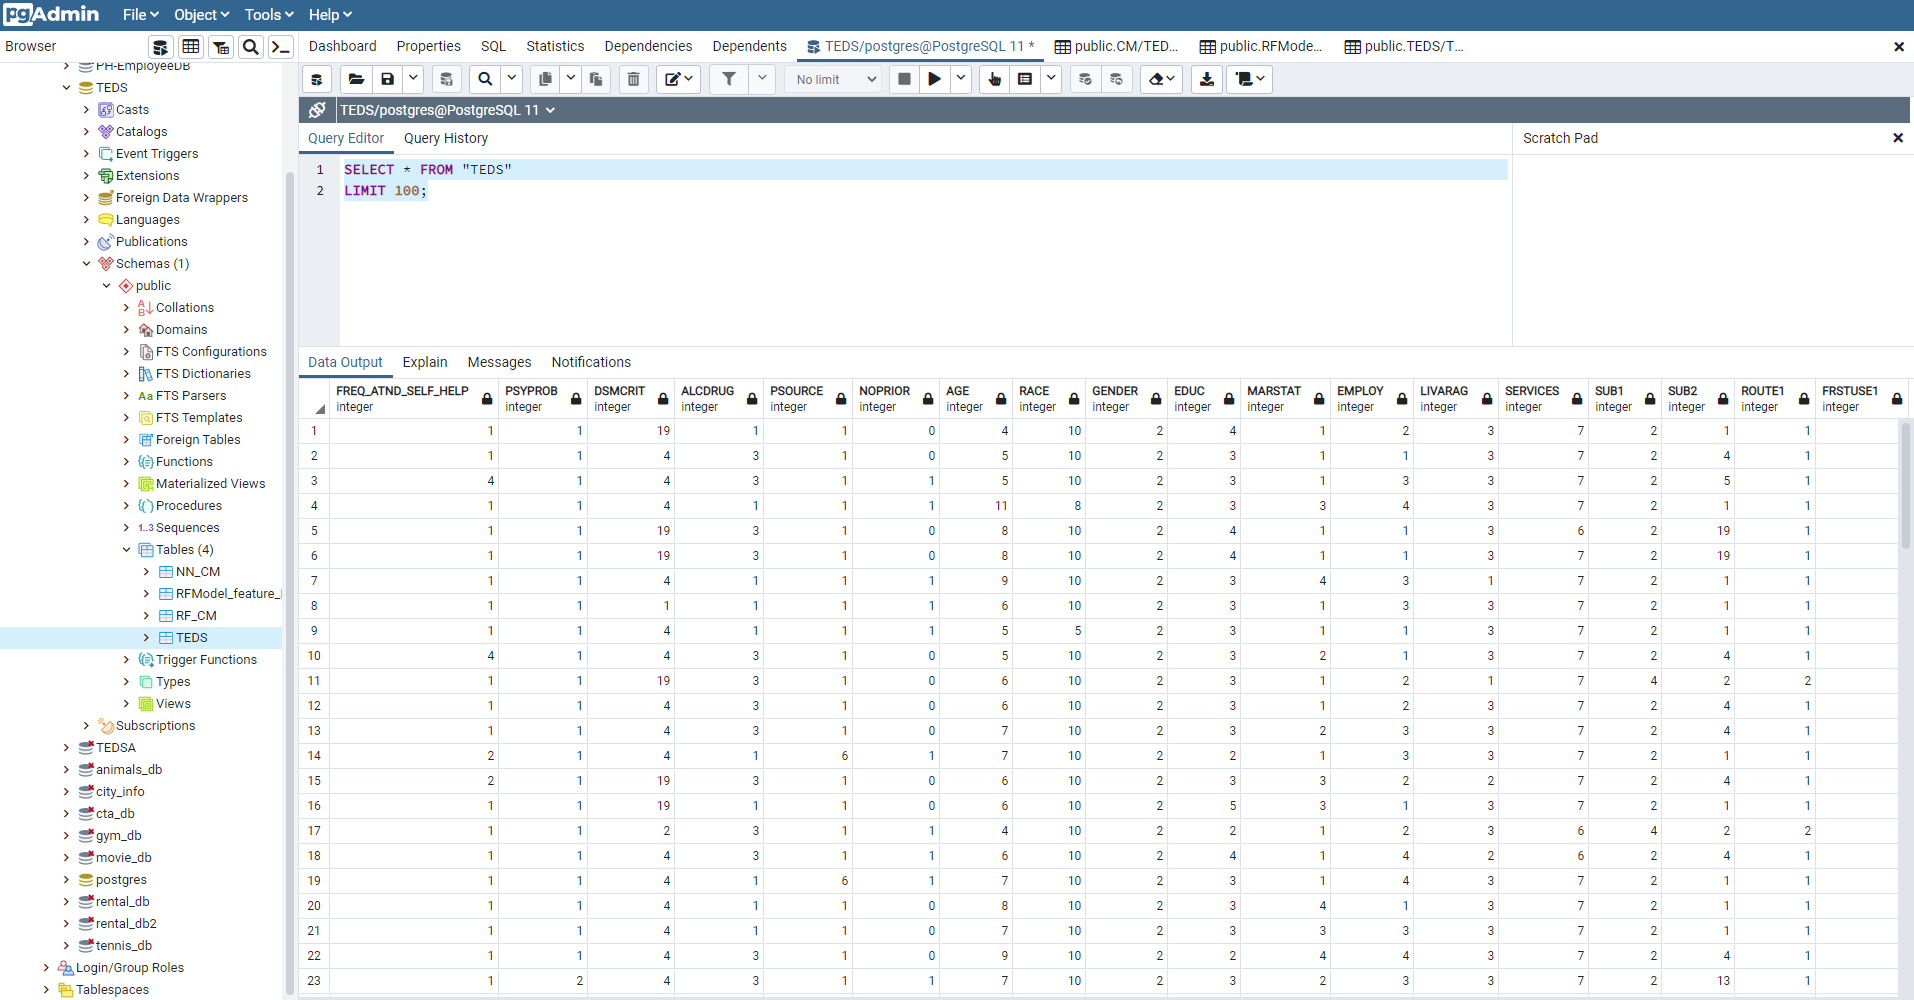 pgAdmin File Object Tools Help
Browser
Dashboard Properties SQL Statistics Dependencies Dependents TEDS/postgres@PostgreSQL 11 * public.CM/TED... public.RFMode... public.TEDS/T...
PH-EmployeeDB
TEDS
Casts
Catalogs
Event Triggers
Extensions
Foreign Data Wrappers
Languages
Publications
Schemas (1)
public
Collations
Domains
FTS Configurations
FTS Dictionaries
FTS Parsers
FTS Templates
Foreign Tables
Functions
Materialized Views
Procedures
1..3 Sequences
Tables (4)
NN_CM
RFModel_feature_
RF_CM
TEDS
Trigger Functions
Types
Views
Subscriptions
TEDSA
animals_db
city_info
cta_db
gym_db
movie_db
postgres
rental_db
rental_db2
tennis_db
Login/Group Roles
Tablespaces
No limit
TEDS/postgres@PostgreSQL 11
Query Editor Query History
Scratch Pad
1 SELECT * FROM "TEDS"
2 LIMIT 100;
Data Output Explain Messages Notifications
FREQ_ATND_SELF_HELP PSYPROB DSMCRIT ALCDRUG PSOURCE NOPRIOR AGE RACE GENDER EDUC MARSTAT EMPLOY LIVARAG SERVICES SUB1 SUB2 ROUTE1 FRSTUSE1
integer integer integer integer integer integer integer integer integer integer integer integer integer integer integer integer integer integer
1 1 1 19 1 1 0 4 10 2 4 1 2 3 7 2 1 1
2 1 1 4 3 1 0 5 10 2 3 1 1 3 7 2 4 1
3 4 1 4 3 1 1 5 10 2 3 1 3 3 7 2 5 1
4 1 1 4 1 1 1 11 8 2 3 3 4 3 7 2 1 1
5 1 1 19 3 1 0 8 10 2 4 1 1 3 6 2 19 1
6 1 1 19 3 1 0 8 10 2 4 1 1 3 7 2 19 1
7 1 1 4 1 1 1 9 10 2 3 4 3 1 7 2 1 1
8 1 1 1 1 1 1 6 10 2 3 1 3 3 7 2 1 1
9 1 1 4 1 1 1 5 5 2 3 1 1 3 7 2 1 1
10 4 1 4 3 1 0 5 10 2 3 2 1 3 7 2 4 1
11 1 1 19 3 1 0 6 10 2 3 1 2 1 7 4 2 2
12 1 1 4 3 1 0 6 10 2 3 1 2 3 7 2 4 1
13 1 1 4 3 1 0 7 10 2 3 2 3 3 7 2 4 1
14 2 1 4 1 6 1 7 10 2 2 1 3 3 7 2 1 1
15 2 1 19 3 1 0 6 10 2 3 3 2 2 7 2 4 1
16 1 1 19 1 1 0 6 10 2 5 3 1 3 7 2 1 1
17 1 1 2 3 1 1 4 10 2 2 1 2 3 6 4 2 2
18 1 1 4 3 1 1 6 10 2 4 1 4 2 6 2 4 1
19 1 1 4 1 6 1 7 10 2 3 1 4 3 7 2 1 1
20 1 1 4 1 1 0 8 10 2 3 4 1 3 7 2 1 1
21 1 1 4 1 1 0 7 10 2 3 3 3 3 7 2 1 1
22 1 1 4 3 1 0 9 10 2 2 4 4 3 7 2 4 1
23 1 2 4 3 1 1 7 10 2 3 2 3 3 7 2 13 1